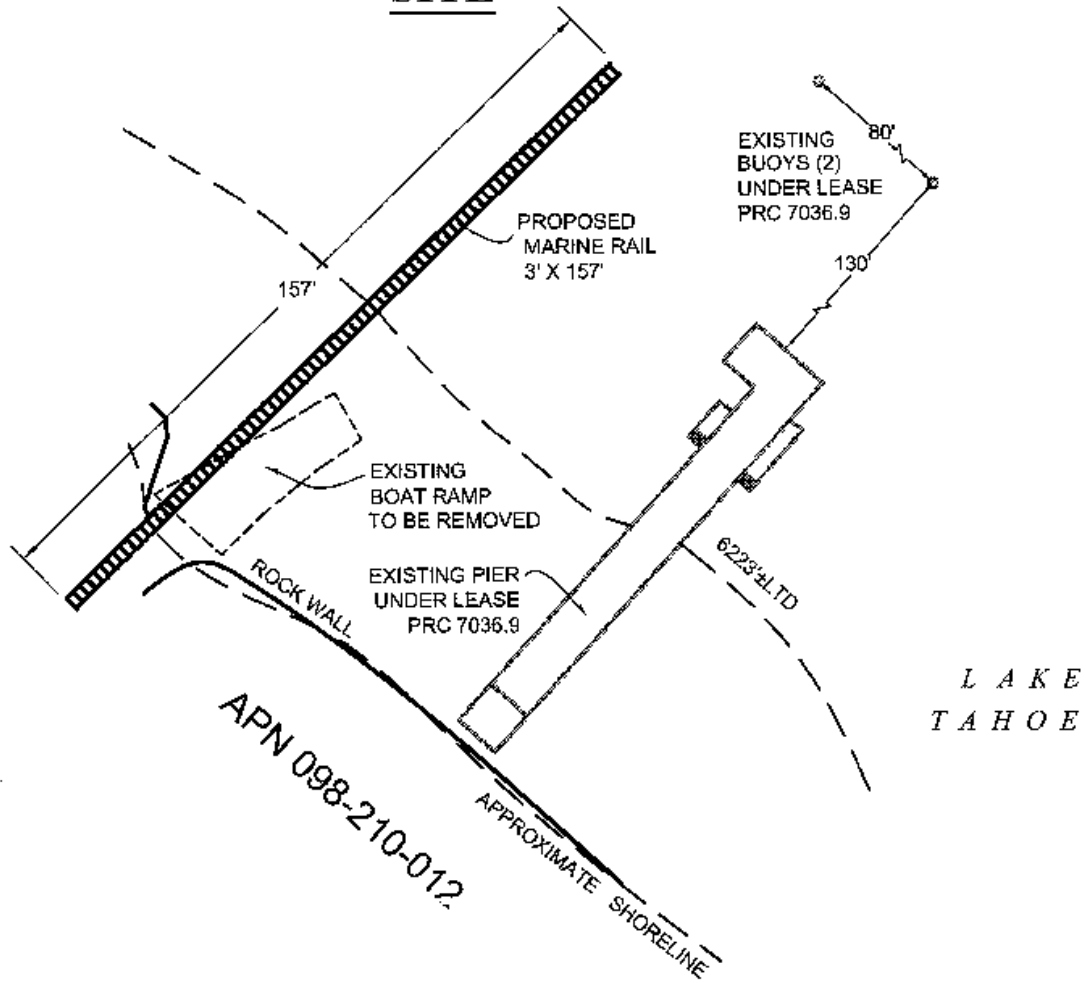 157'
PROPOSED
MARINE RAIL
3' X 157'
EXISTING
BUOYS (2)
UNDER LEASE
PRC 7036.9
80'
130'
EXISTING
BOAT RAMP
TO BE REMOVED
ROCK WALL
EXISTING PIER
UNDER LEASE
PRC 7036.9
6223'±LTD
LAKE
TAHOE
APN 098-210-012
APPROXIMATE SHORELINE